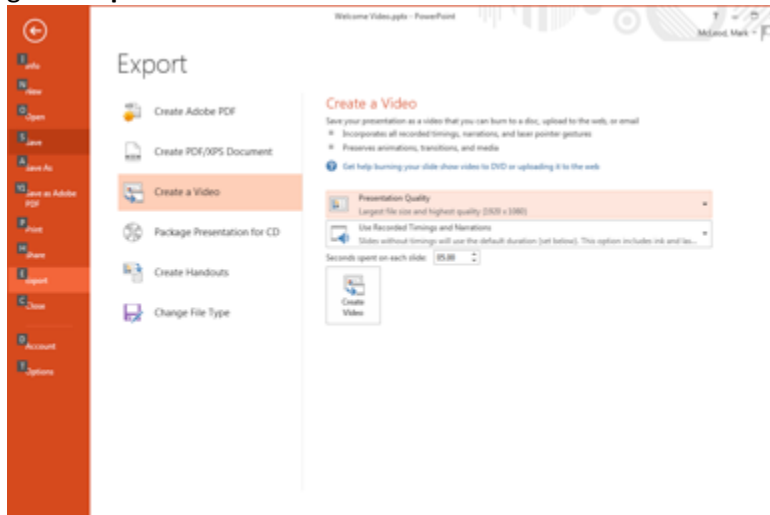 Welcome Video.pptx - PowerPoint
? -
McLeod, Mark
Export
I
Info
N
New
O
Open
S
Save
A
Save As
Save as Adobe
PDF
P
Print
H
Share
E
Export
C
Close
D
Account
T
Options
Create Adobe PDF
Create PDF/XPS Document
Create a Video
Package Presentation for CD
Create Handouts
Change File Type
Create a Video
Save your presentation as a video that you can burn to a disc, upload to the web, or email
Incorporates all recorded timings, narrations, and laser pointer gestures
Preserves animations, transitions, and media
Get help burning your slide show video to DVD or uploading it to the web
Presentation Quality
Largest file size and highest quality (1920 x 1080)
Use Recorded Timings and Narrations
Slides without timings will use the default duration (set below). This option includes ink and las...
Seconds spent on each slide: 05.00
Create
Video